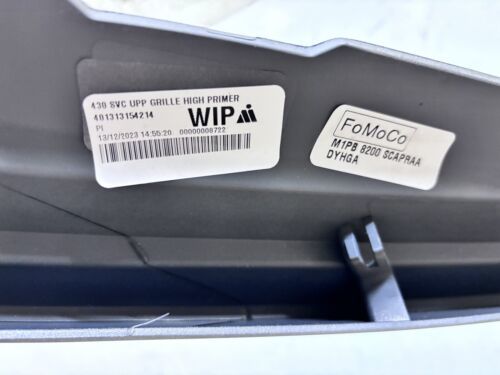 430 SVC UPP GRILLE HIGH PRIMER
401313154214
PI
13/12/2023 14:55:20 00000008722
WIP
FoMoCo
M1PB 8200 SCAPRAA
DYHGA